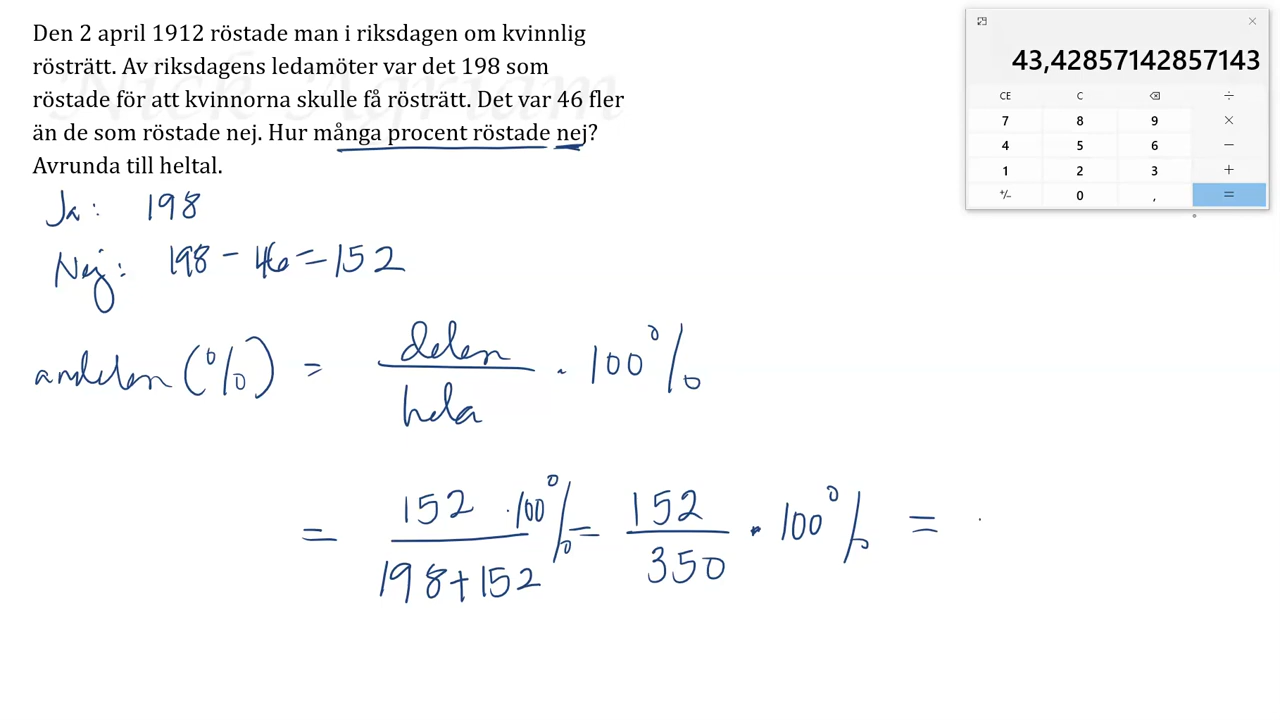 Den 2 april 1912 röstade man i riksdagen om kvinnlig
rösträtt. Av riksdagens ledamöter var det 198 som
röstade för att kvinnorna skulle få rösträtt. Det var 46 fler
än de som röstade nej. Hur många procent röstade nej?
Avrunda till heltal.
Ja: 198
Nej: 198 - 46 = 152
andelen (%) = delen / hela · 100%
= 152 · 100% / 198 + 152 = 152 / 350 · 100% =
43,42857142857143
CE C ⌫ ÷
7 8 9 ×
4 5 6 −
1 2 3 +
+/- 0 , =